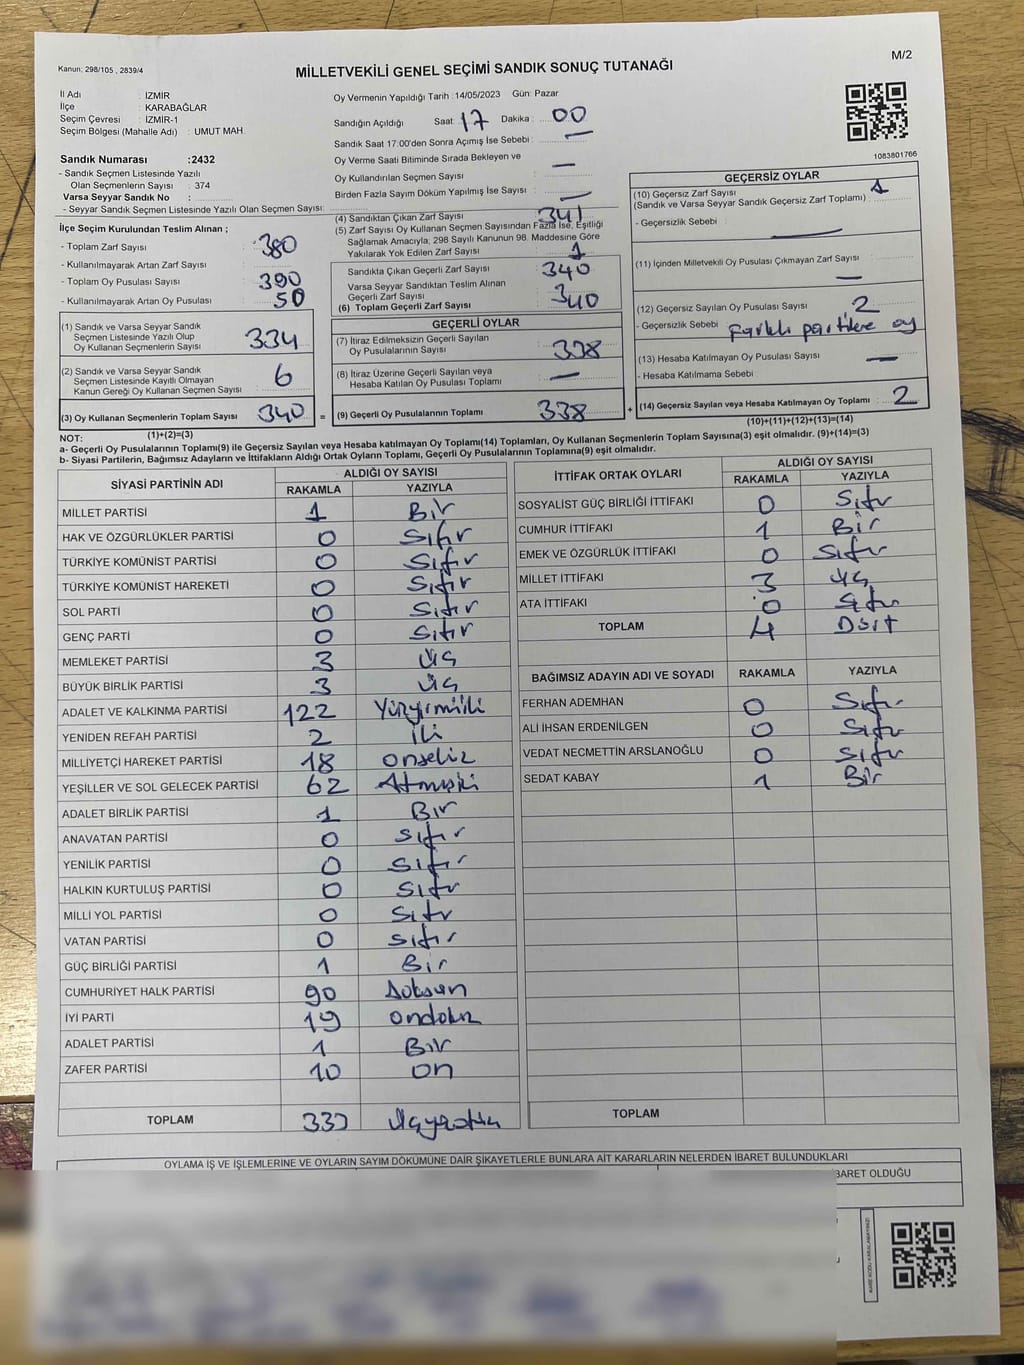 Kanun: 298/105 , 2839/4
MİLLETVEKİLİ GENEL SEÇİMİ SANDIK SONUÇ TUTANAĞI
M/2
İl Adı : İZMİR
İlçe : KARABAĞLAR
Seçim Çevresi : İZMİR-1
Seçim Bölgesi (Mahalle Adı) : UMUT MAH.
Sandık Numarası :2432
- Sandık Seçmen Listesinde Yazılı
Olan Seçmenlerin Sayısı : 374
Varsa Seyyar Sandık No :
- Seyyar Sandık Seçmen Listesinde Yazılı Olan Seçmen Sayısı:
Oy Vermenin Yapıldığı Tarih :14/05/2023 Gün: Pazar
Sandığın Açıldığı Saat: 17 Dakika : 00
Sandık Saat 17:00'den Sonra Açımış İse Sebebi : —
Oy Verme Saati Bitiminde Sırada Bekleyen ve
Oy Kullandırılan Seçmen Sayısı : —
Birden Fazla Sayım Döküm Yapılmış İse Sayısı : —
1083801766
İlçe Seçim Kurulundan Teslim Alınan ;
- Toplam Zarf Sayısı : 380
- Kullanılmayarak Artan Zarf Sayısı :
- Toplam Oy Pusulası Sayısı : 390
- Kullanılmayarak Artan Oy Pusulası : 50
(1) Sandık ve Varsa Seyyar Sandık
Seçmen Listesinde Yazılı Olup
Oy Kullanan Seçmenlerin Sayısı : 334
(2) Sandık ve Varsa Seyyar Sandık
Seçmen Listesinde Kayıtlı Olmayan
Kanun Gereği Oy Kullanan Seçmen Sayısı : 6
(3) Oy Kullanan Seçmenlerin Toplam Sayısı : 340 =
(1)+(2)=(3)
(4) Sandıktan Çıkan Zarf Sayısı : 341
(5) Zarf Sayısı Oy Kullanan Seçmen Sayısından Fazla İse, Eşitliği
Sağlamak Amacıyla, 298 Sayılı Kanunun 98. Maddesine Göre
Yakılarak Yok Edilen Zarf Sayısı : 1
Sandıkta Çıkan Geçerli Zarf Sayısı : 340
Varsa Seyyar Sandıktan Teslim Alınan
Geçerli Zarf Sayısı :
(6) Toplam Geçerli Zarf Sayısı : 340
GEÇERLİ OYLAR
(7) İtiraz Edilmeksizin Geçerli Sayılan
Oy Pusulalarının Sayısı : 338
(8) İtiraz Üzerine Geçerli Sayılan veya
Hesaba Katılan Oy Pusulası Toplamı : —
(9) Geçerli Oy Pusulalarının Toplamı : 338 +
GEÇERSİZ OYLAR
(10) Geçersiz Zarf Sayısı
(Sandık ve Varsa Seyyar Sandık Geçersiz Zarf Toplamı) : 1
- Geçersizlik Sebebi : —
(11) İçinden Milletvekili Oy Pusulası Çıkmayan Zarf Sayısı : —
(12) Geçersiz Sayılan Oy Pusulası Sayısı : 2
- Geçersizlik Sebebi : farklı partilere oy
(13) Hesaba Katılmayan Oy Pusulası Sayısı : —
- Hesaba Katılmama Sebebi :
(14) Geçersiz Sayılan veya Hesaba Katılmayan Oy Toplamı : 2
(10)+(11)+(12)+(13)=(14)
NOT:
a- Geçerli Oy Pusulalarının Toplamı(9) ile Geçersiz Sayılan veya Hesaba katılmayan Oy Toplamı(14) Toplamları, Oy Kullanan Seçmenlerin Toplam Sayısına(3) eşit olmalıdır. (9)+(14)=(3)
b- Siyasi Partilerin, Bağımsız Adayların ve İttifakların Aldığı Ortak Oyların Toplamı, Geçerli Oy Pusulalarının Toplamına(9) eşit olmalıdır.
SİYASİ PARTİNİN ADI ALDIĞI OY SAYISI
RAKAMLA YAZIYLA
MİLLET PARTİSİ 1 Bir
HAK VE ÖZGÜRLÜKLER PARTİSİ 0 Sıfır
TÜRKİYE KOMÜNİST PARTİSİ 0 Sıfır
TÜRKİYE KOMÜNİST HAREKETİ 0 Sıfır
SOL PARTİ 0 Sıfır
GENÇ PARTİ 0 Sıfır
MEMLEKET PARTİSİ 3 Üç
BÜYÜK BİRLİK PARTİSİ 3 Üç
ADALET VE KALKINMA PARTİSİ 122 Yüzyirmiiki
YENİDEN REFAH PARTİSİ 2 İki
MİLLİYETÇİ HAREKET PARTİSİ 18 onsekiz
YEŞİLLER VE SOL GELECEK PARTİSİ 62 Atmışiki
ADALET BİRLİK PARTİSİ 1 Bir
ANAVATAN PARTİSİ 0 Sıfır
YENİLİK PARTİSİ 0 Sıfır
HALKIN KURTULUŞ PARTİSİ 0 Sıfır
MİLLİ YOL PARTİSİ 0 Sıfır
VATAN PARTİSİ 0 Sıfır
GÜÇ BİRLİĞİ PARTİSİ 1 Bir
CUMHURİYET HALK PARTİSİ 90 doksan
İYİ PARTİ 19 ondokuz
ADALET PARTİSİ 1 Bir
ZAFER PARTİSİ 10 on
TOPLAM
İTTİFAK ORTAK OYLARI ALDIĞI OY SAYISI
RAKAMLA YAZIYLA
SOSYALİST GÜÇ BİRLİĞİ İTTİFAKI 0 Sıfır
CUMHUR İTTİFAKI 1 Bir
EMEK VE ÖZGÜRLÜK İTTİFAKI 0 Sıfır
MİLLET İTTİFAKI 3 Üç
ATA İTTİFAKI 0 Sıfır
TOPLAM 4 Dört
BAĞIMSIZ ADAYIN ADI VE SOYADI RAKAMLA YAZIYLA
FERHAN ADEMHAN 0 Sıfır
ALİ İHSAN ERDENİLGEN 0 Sıfır
VEDAT NECMETTİN ARSLANOĞLU 0 Sıfır
SEDAT KABAY 1 Bir
TOPLAM
OYLAMA İŞ VE İŞLEMLERİNE VE OYLARIN SAYIM DÖKÜMÜNE DAİR ŞİKAYETLERLE BUNLARA AİT KARARLARIN NELERDEN İBARET BULUNDUKLARI
İBARET OLDUĞU